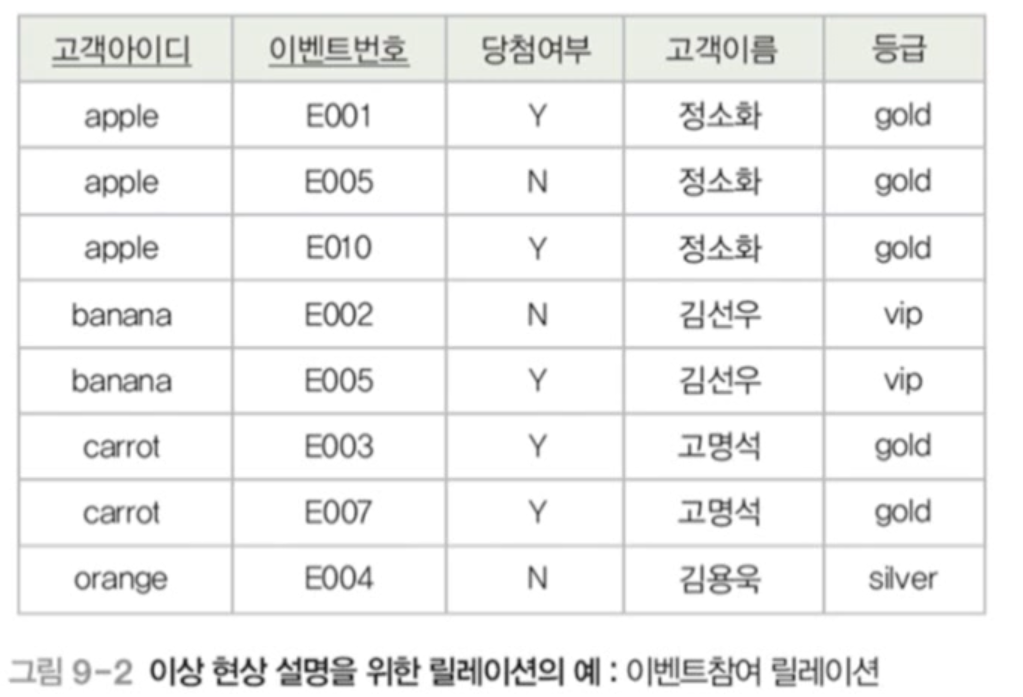 고객아이디 이벤트번호 당첨여부 고객이름 등급
apple E001 Y 정소화 gold
apple E005 N 정소화 gold
apple E010 Y 정소화 gold
banana E002 N 김선우 vip
banana E005 Y 김선우 vip
carrot E003 Y 고명석 gold
carrot E007 Y 고명석 gold
orange E004 N 김용욱 silver
그림 9-2 이상 현상 설명을 위한 릴레이션의 예 : 이벤트참여 릴레이션